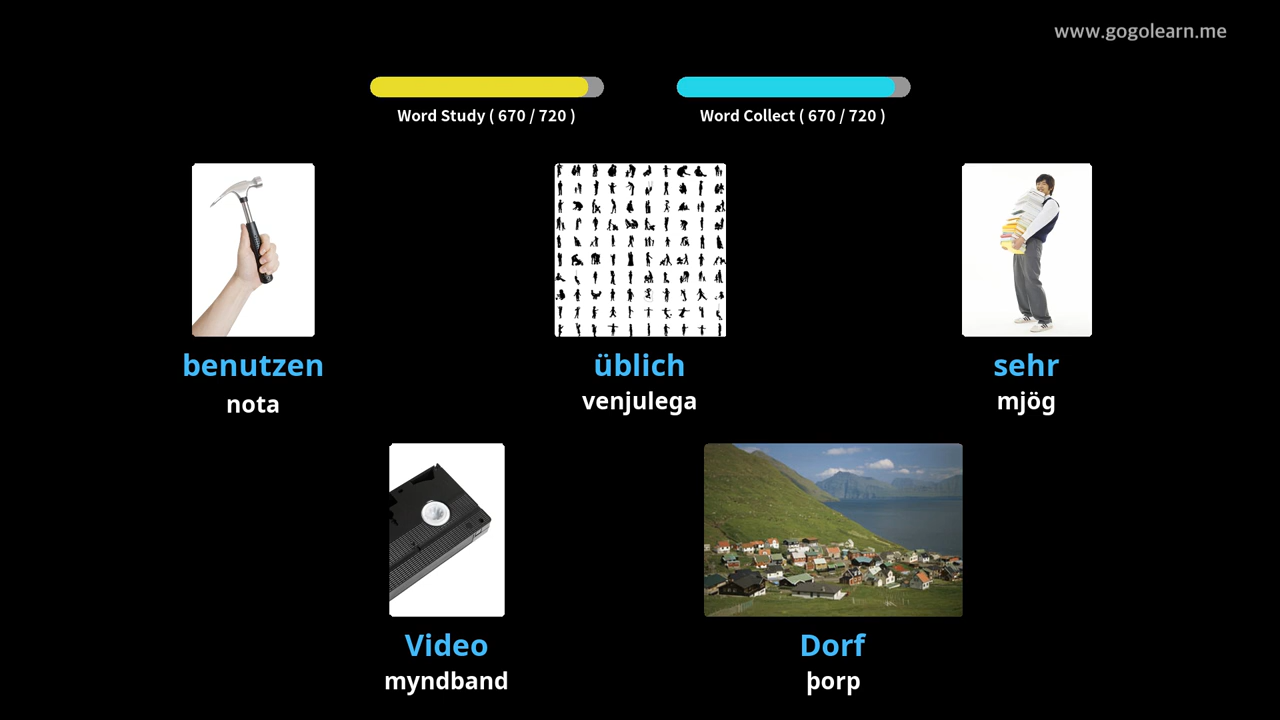 www.gogolearn.me
Word Study ( 670 / 720 )
Word Collect ( 670 / 720 )
benutzen
nota
üblich
venjulega
sehr
mjög
Video
myndband
Dorf
þorp